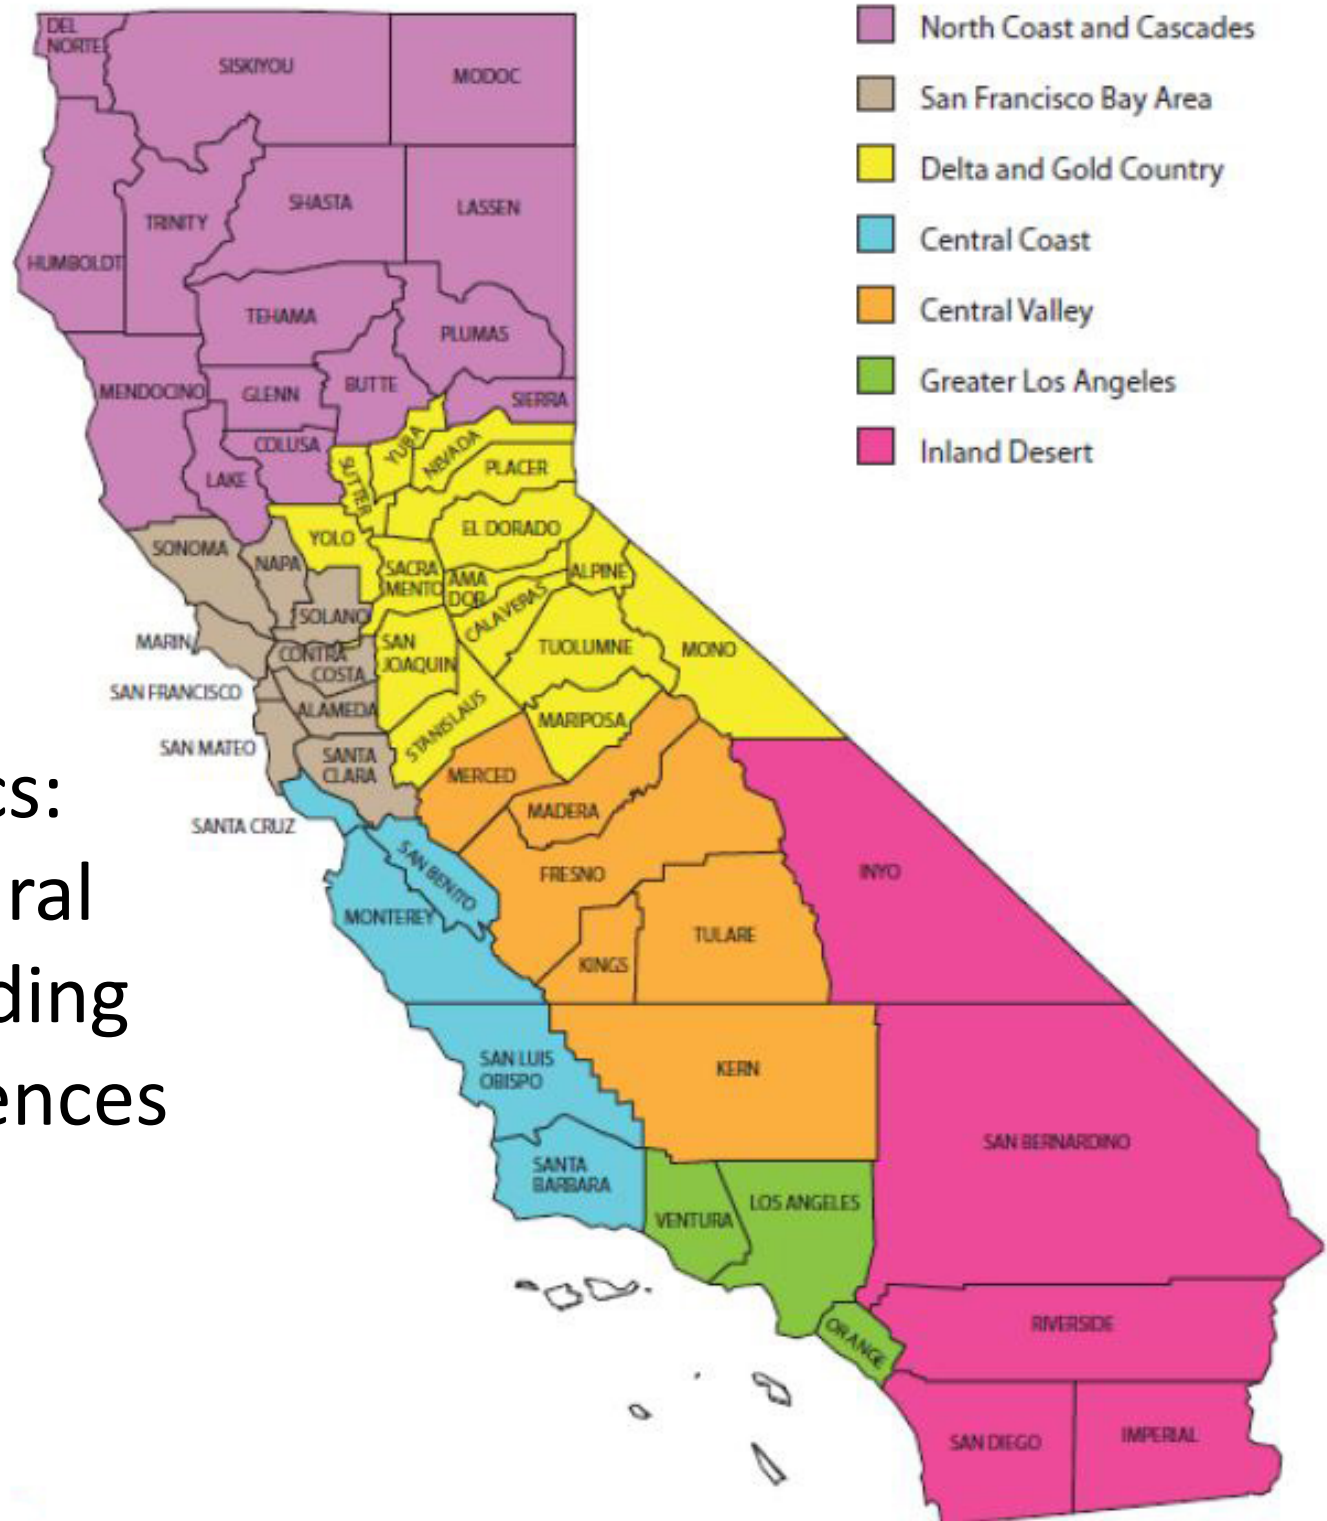 DEL
NORTE
SISKIYOU
MODOC
HUMBOLDT
TRINITY
SHASTA
LASSEN
TEHAMA
PLUMAS
MENDOCINO
GLENN
BUTTE
SIERRA
COLUSA
LAKE
SUTTER
YUBA
NEVADA
PLACER
SONOMA
NAPA
YOLO
EL DORADO
SACRA
MENTO
AMA
DOR
ALPINE
SOLANO
CALAVERAS
MARIN
CONTRA
COSTA
SAN
JOAQUIN
TUOLUMNE
MONO
SAN FRANCISCO
ALAMEDA
STANISLAUS
MARIPOSA
SAN MATEO
SANTA
CLARA
MERCED
MADERA
SANTA CRUZ
SAN BENITO
FRESNO
INYO
MONTEREY
KINGS
TULARE
SAN LUIS
OBISPO
KERN
SAN BERNARDINO
SANTA
BARBARA
VENTURA
LOS ANGELES
ORANGE
RIVERSIDE
SAN DIEGO
IMPERIAL
North Coast and Cascades
San Francisco Bay Area
Delta and Gold Country
Central Coast
Central Valley
Greater Los Angeles
Inland Desert
cs:
ral
ding
ences